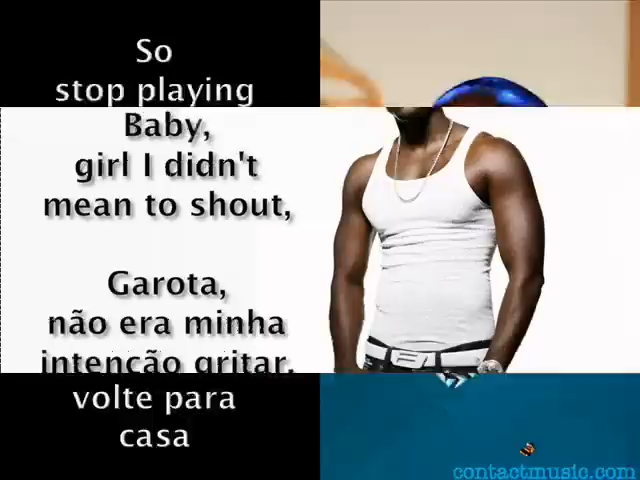 So
stop playing
Baby,
girl I didn't
mean to shout,
Garota,
não era minha
intenção gritar,
volte para
casa
contactmusic.com